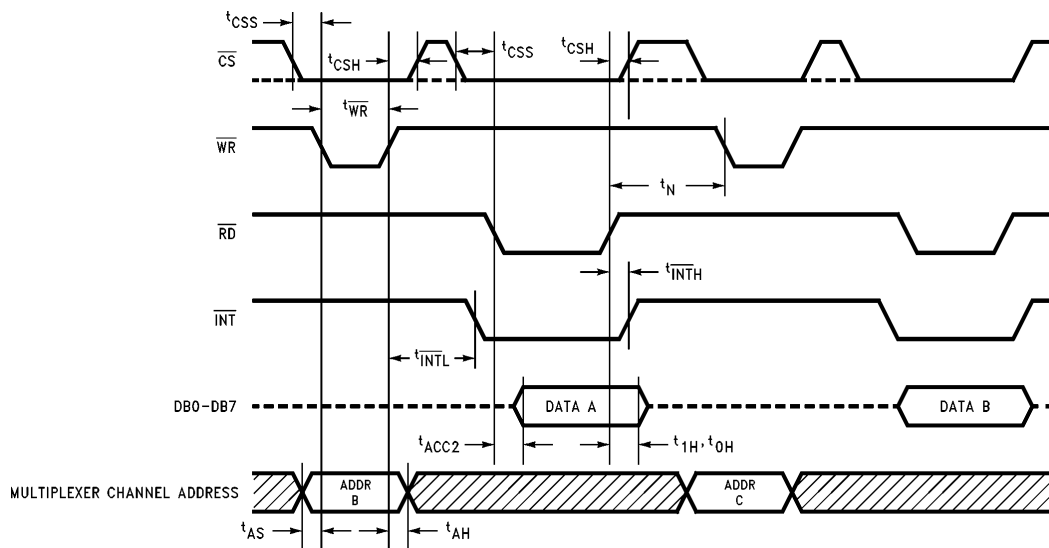 tCSS
CS
tCSH
tCSS
tCSH
tWR
WR
tN
RD
tINTH
INT
tINTL
DB0-DB7
DATA A
DATA B
tACC2
t1H, t0H
MULTIPLEXER CHANNEL ADDRESS
ADDR
B
ADDR
C
tAS
tAH